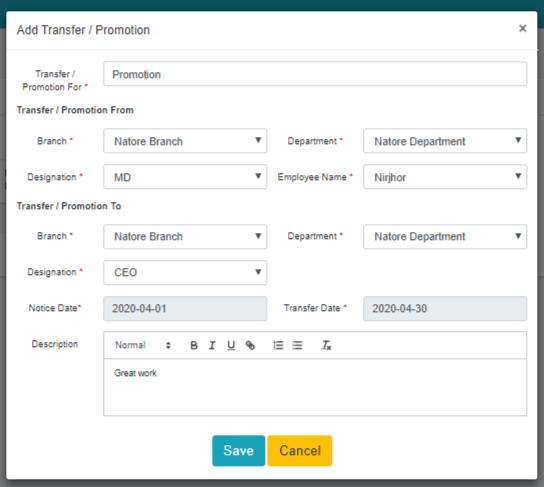 Add Transfer / Promotion ×
Transfer /
Promotion For * Promotion
Transfer / Promotion From
Branch * Natore Branch Department * Natore Department
Designation * MD Employee Name * Nirjhor
Transfer / Promotion To
Branch * Natore Branch Department * Natore Department
Designation * CEO
Notice Date* 2020-04-01 Transfer Date * 2020-04-30
Description Normal B I U
Great work
Save Cancel